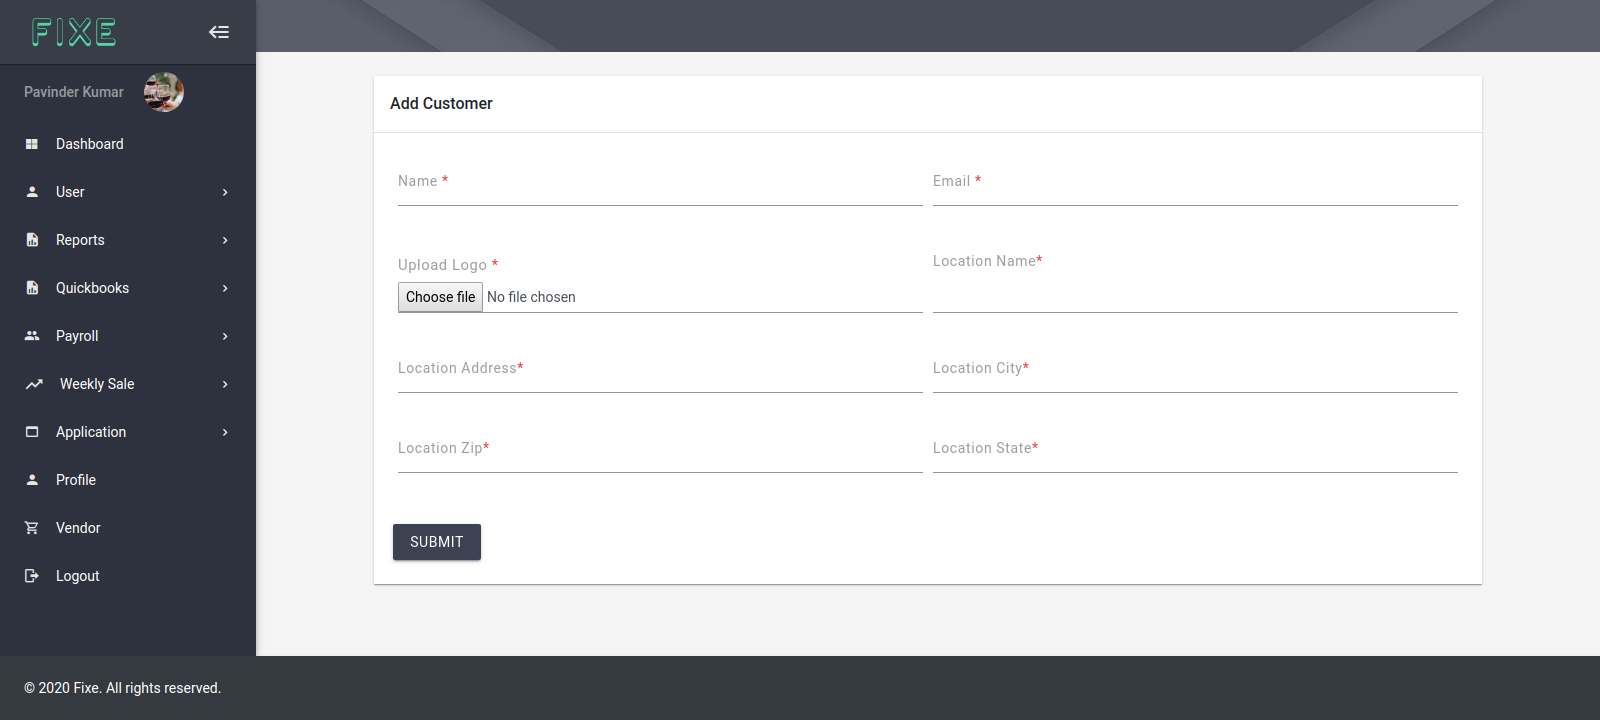 FIXE
Pavinder Kumar
Dashboard
User
Reports
Quickbooks
Payroll
Weekly Sale
Application
Profile
Vendor
Logout
Add Customer
Name *
Email *
Upload Logo *
Choose file No file chosen
Location Name*
Location Address*
Location City*
Location Zip*
Location State*
SUBMIT
© 2020 Fixe. All rights reserved.